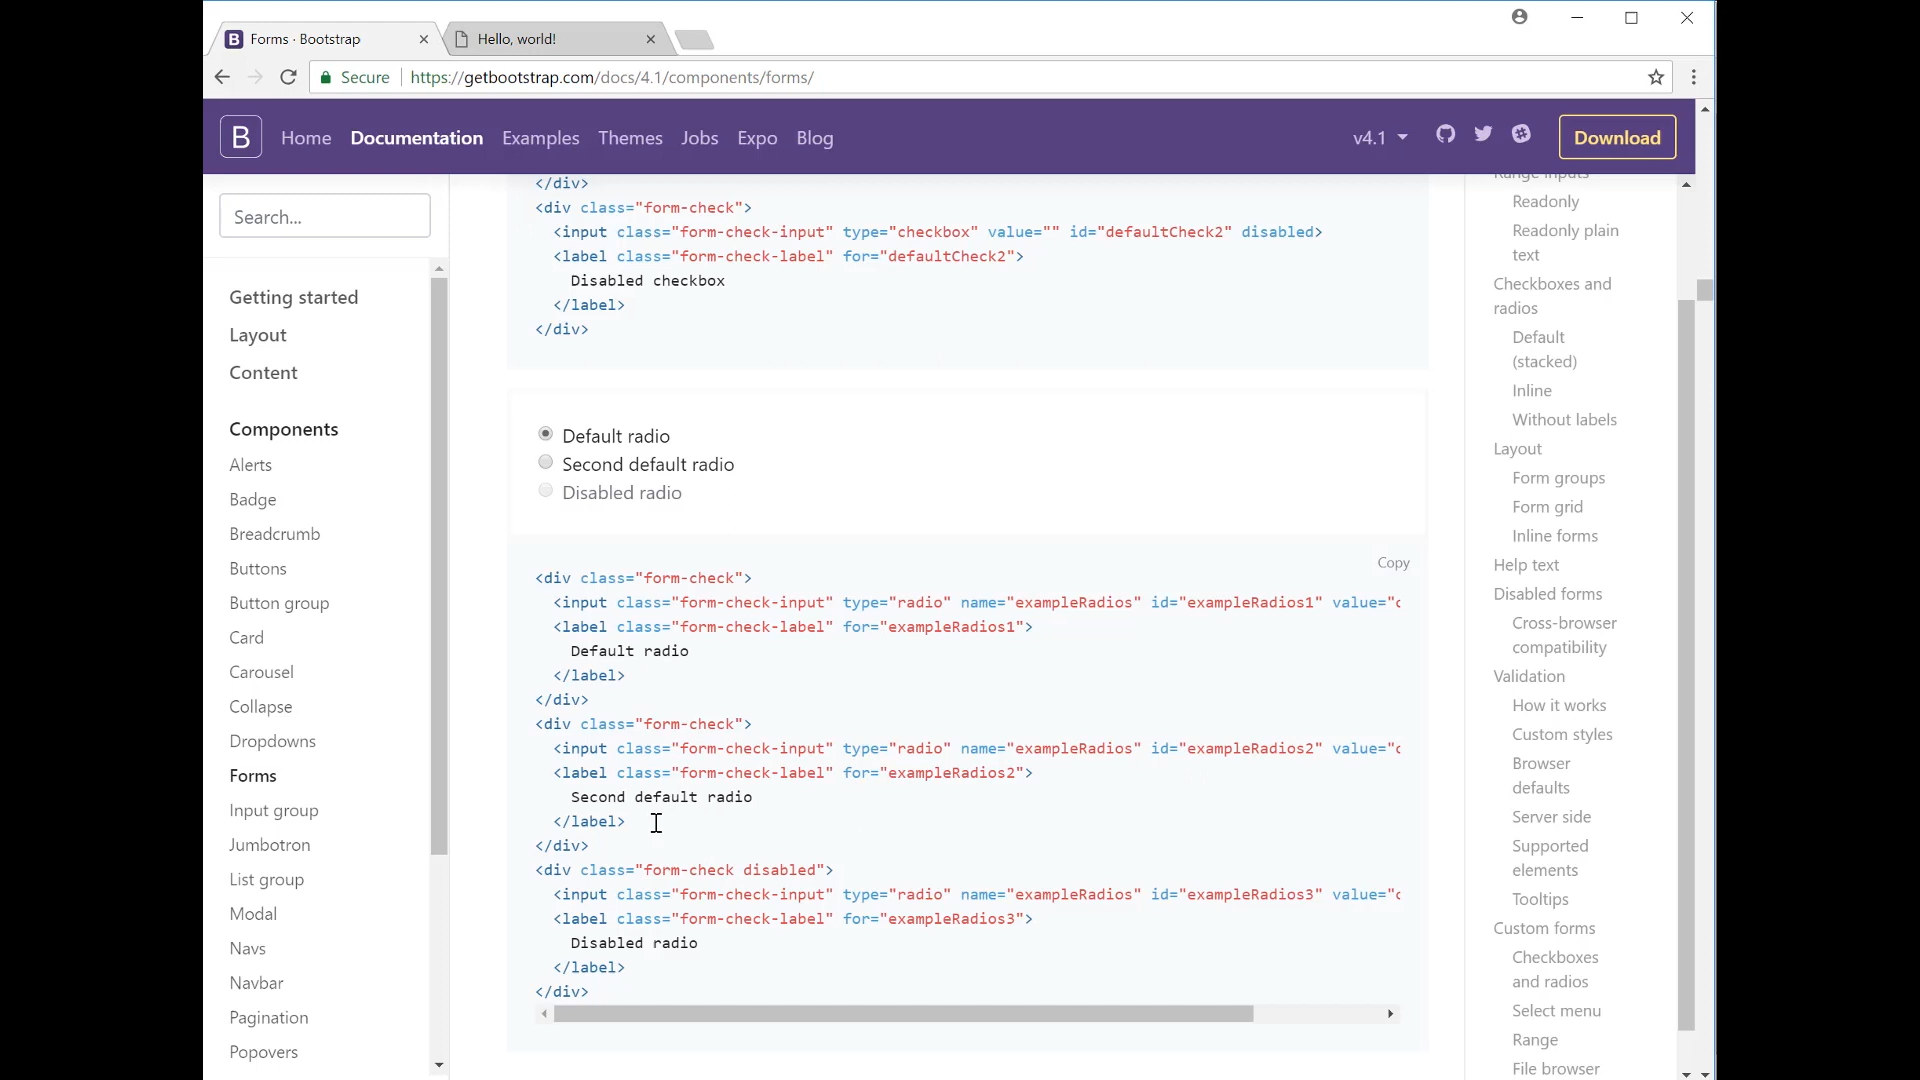 Forms · Bootstrap
Hello, world!
Secure
https://getbootstrap.com/docs/4.1/components/forms/
B
Home
Documentation
Examples
Themes
Jobs
Expo
Blog
v4.1
Download
Search...
Getting started
Layout
Content
Components
Alerts
Badge
Breadcrumb
Buttons
Button group
Card
Carousel
Collapse
Dropdowns
Forms
Input group
Jumbotron
List group
Modal
Navs
Navbar
Pagination
Popovers
</div>
<div class="form-check">
<input class="form-check-input" type="checkbox" value="" id="defaultCheck2" disabled>
<label class="form-check-label" for="defaultCheck2">
Disabled checkbox
</label>
</div>
Default radio
Second default radio
Disabled radio
Copy
<div class="form-check">
<input class="form-check-input" type="radio" name="exampleRadios" id="exampleRadios1" value="
<label class="form-check-label" for="exampleRadios1">
Default radio
</label>
</div>
<div class="form-check">
<input class="form-check-input" type="radio" name="exampleRadios" id="exampleRadios2" value="
<label class="form-check-label" for="exampleRadios2">
Second default radio
</label>
</div>
<div class="form-check disabled">
<input class="form-check-input" type="radio" name="exampleRadios" id="exampleRadios3" value="
<label class="form-check-label" for="exampleRadios3">
Disabled radio
</label>
</div>
Range Inputs
Readonly
Readonly plain
text
Checkboxes and
radios
Default
(stacked)
Inline
Without labels
Layout
Form groups
Form grid
Inline forms
Help text
Disabled forms
Cross-browser
compatibility
Validation
How it works
Custom styles
Browser
defaults
Server side
Supported
elements
Tooltips
Custom forms
Checkboxes
and radios
Select menu
Range
File browser